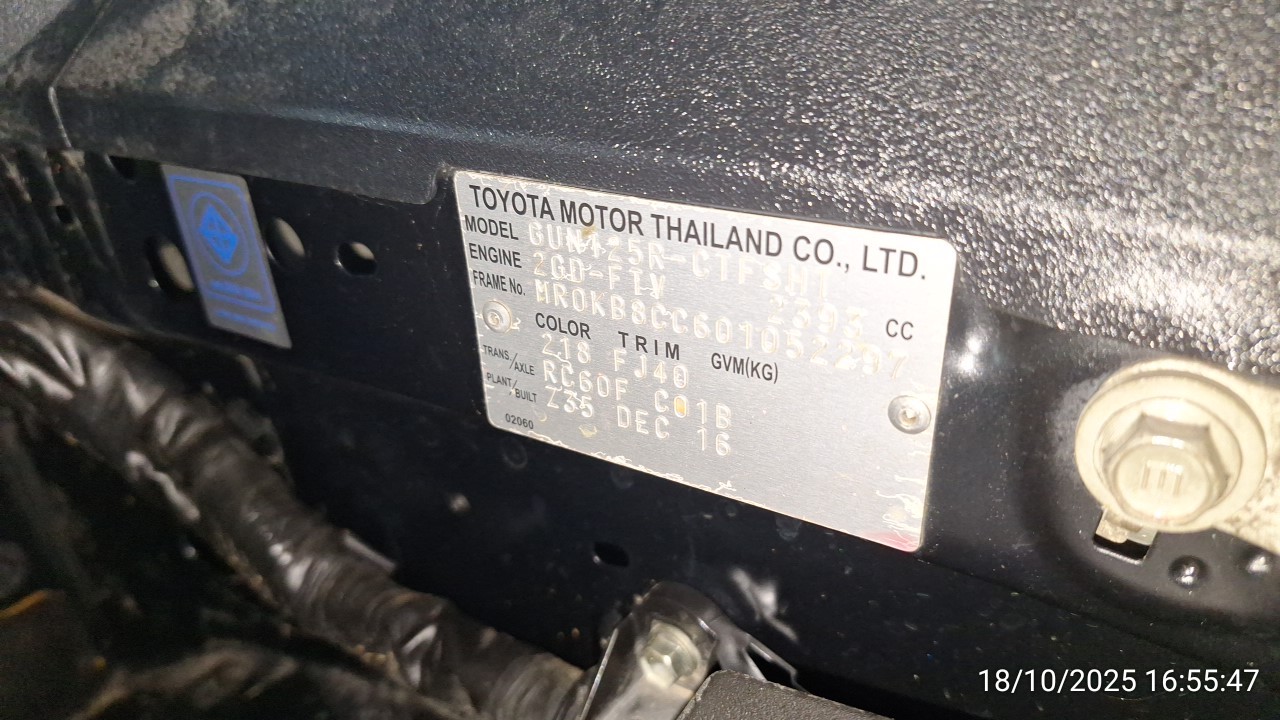 TOYOTA MOTOR THAILAND CO., LTD.
MODEL GUN425R-CTFSHT
ENGINE 2GD-FTV 2393 CC
FRAME No. MR0KB8CC601052297
COLOR TRIM GVM(KG)
218 FJ40
TRANS./AXLE RC60F C01B
PLANT/BUILT Z35 DEC 16
02060
18/10/2025 16:55:47